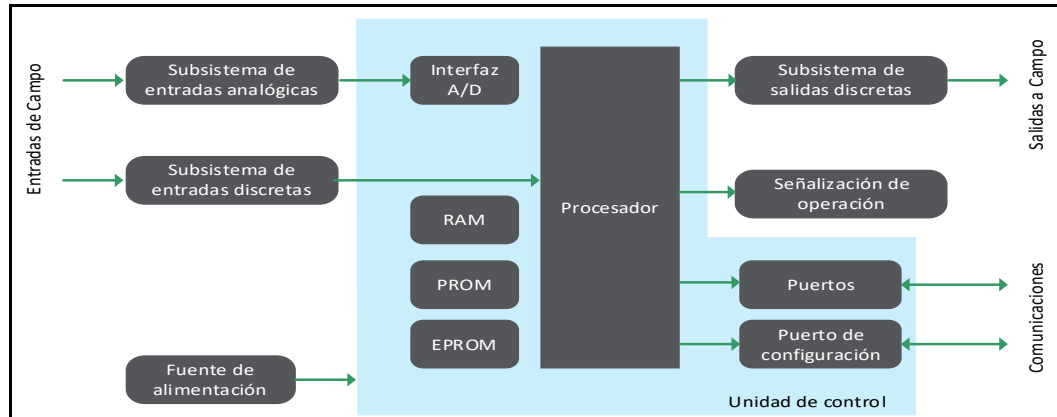 Entradas de Campo
Subsistema de
entradas analógicas
Interfaz
A/D
Subsistema de
entradas discretas
RAM
PROM
EPROM
Fuente de
alimentación
Procesador
Subsistema de
salidas discretas
Señalización de
operación
Puertos
Puerto de
configuración
Unidad de control
Salidas a Campo
Comunicaciones